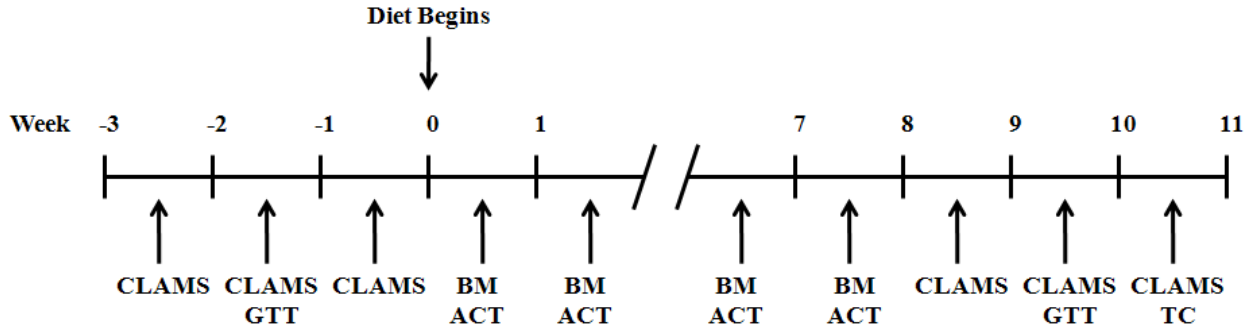 Diet Begins
Week -3 -2 -1 0 1 7 8 9 10 11
CLAMS CLAMS CLAMS BM BM BM BM CLAMS CLAMS CLAMS
GTT ACT ACT ACT ACT GTT TC